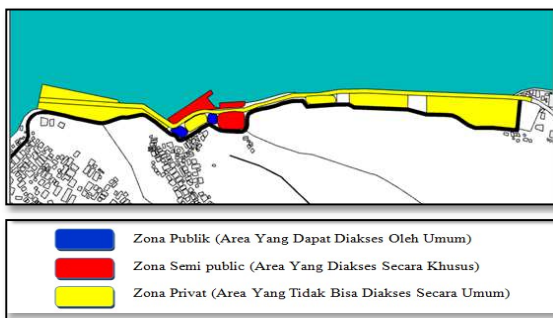 Zona Publik (Area Yang Dapat Diakses Oleh Umum)
Zona Semi public (Area Yang Diakses Secara Khusus)
Zona Privat (Area Yang Tidak Bisa Diakses Secara Umum)